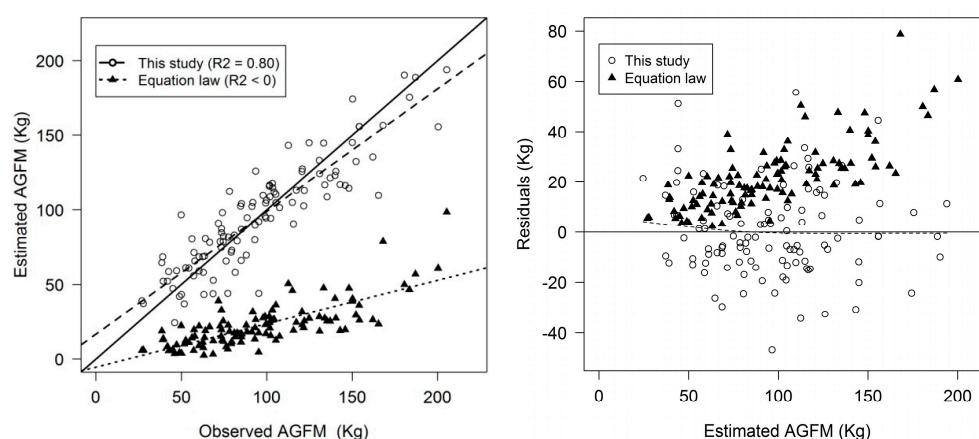 200
150
100
50
0
Estimated AGFM (Kg)
This study (R2 = 0.80)
Equation law (R2 < 0)
0 50 100 150 200
Observed AGFM (Kg)
80
60
40
20
0
-20
-40
Residuals (Kg)
This study
Equation law
0 50 100 150 200
Estimated AGFM (Kg)